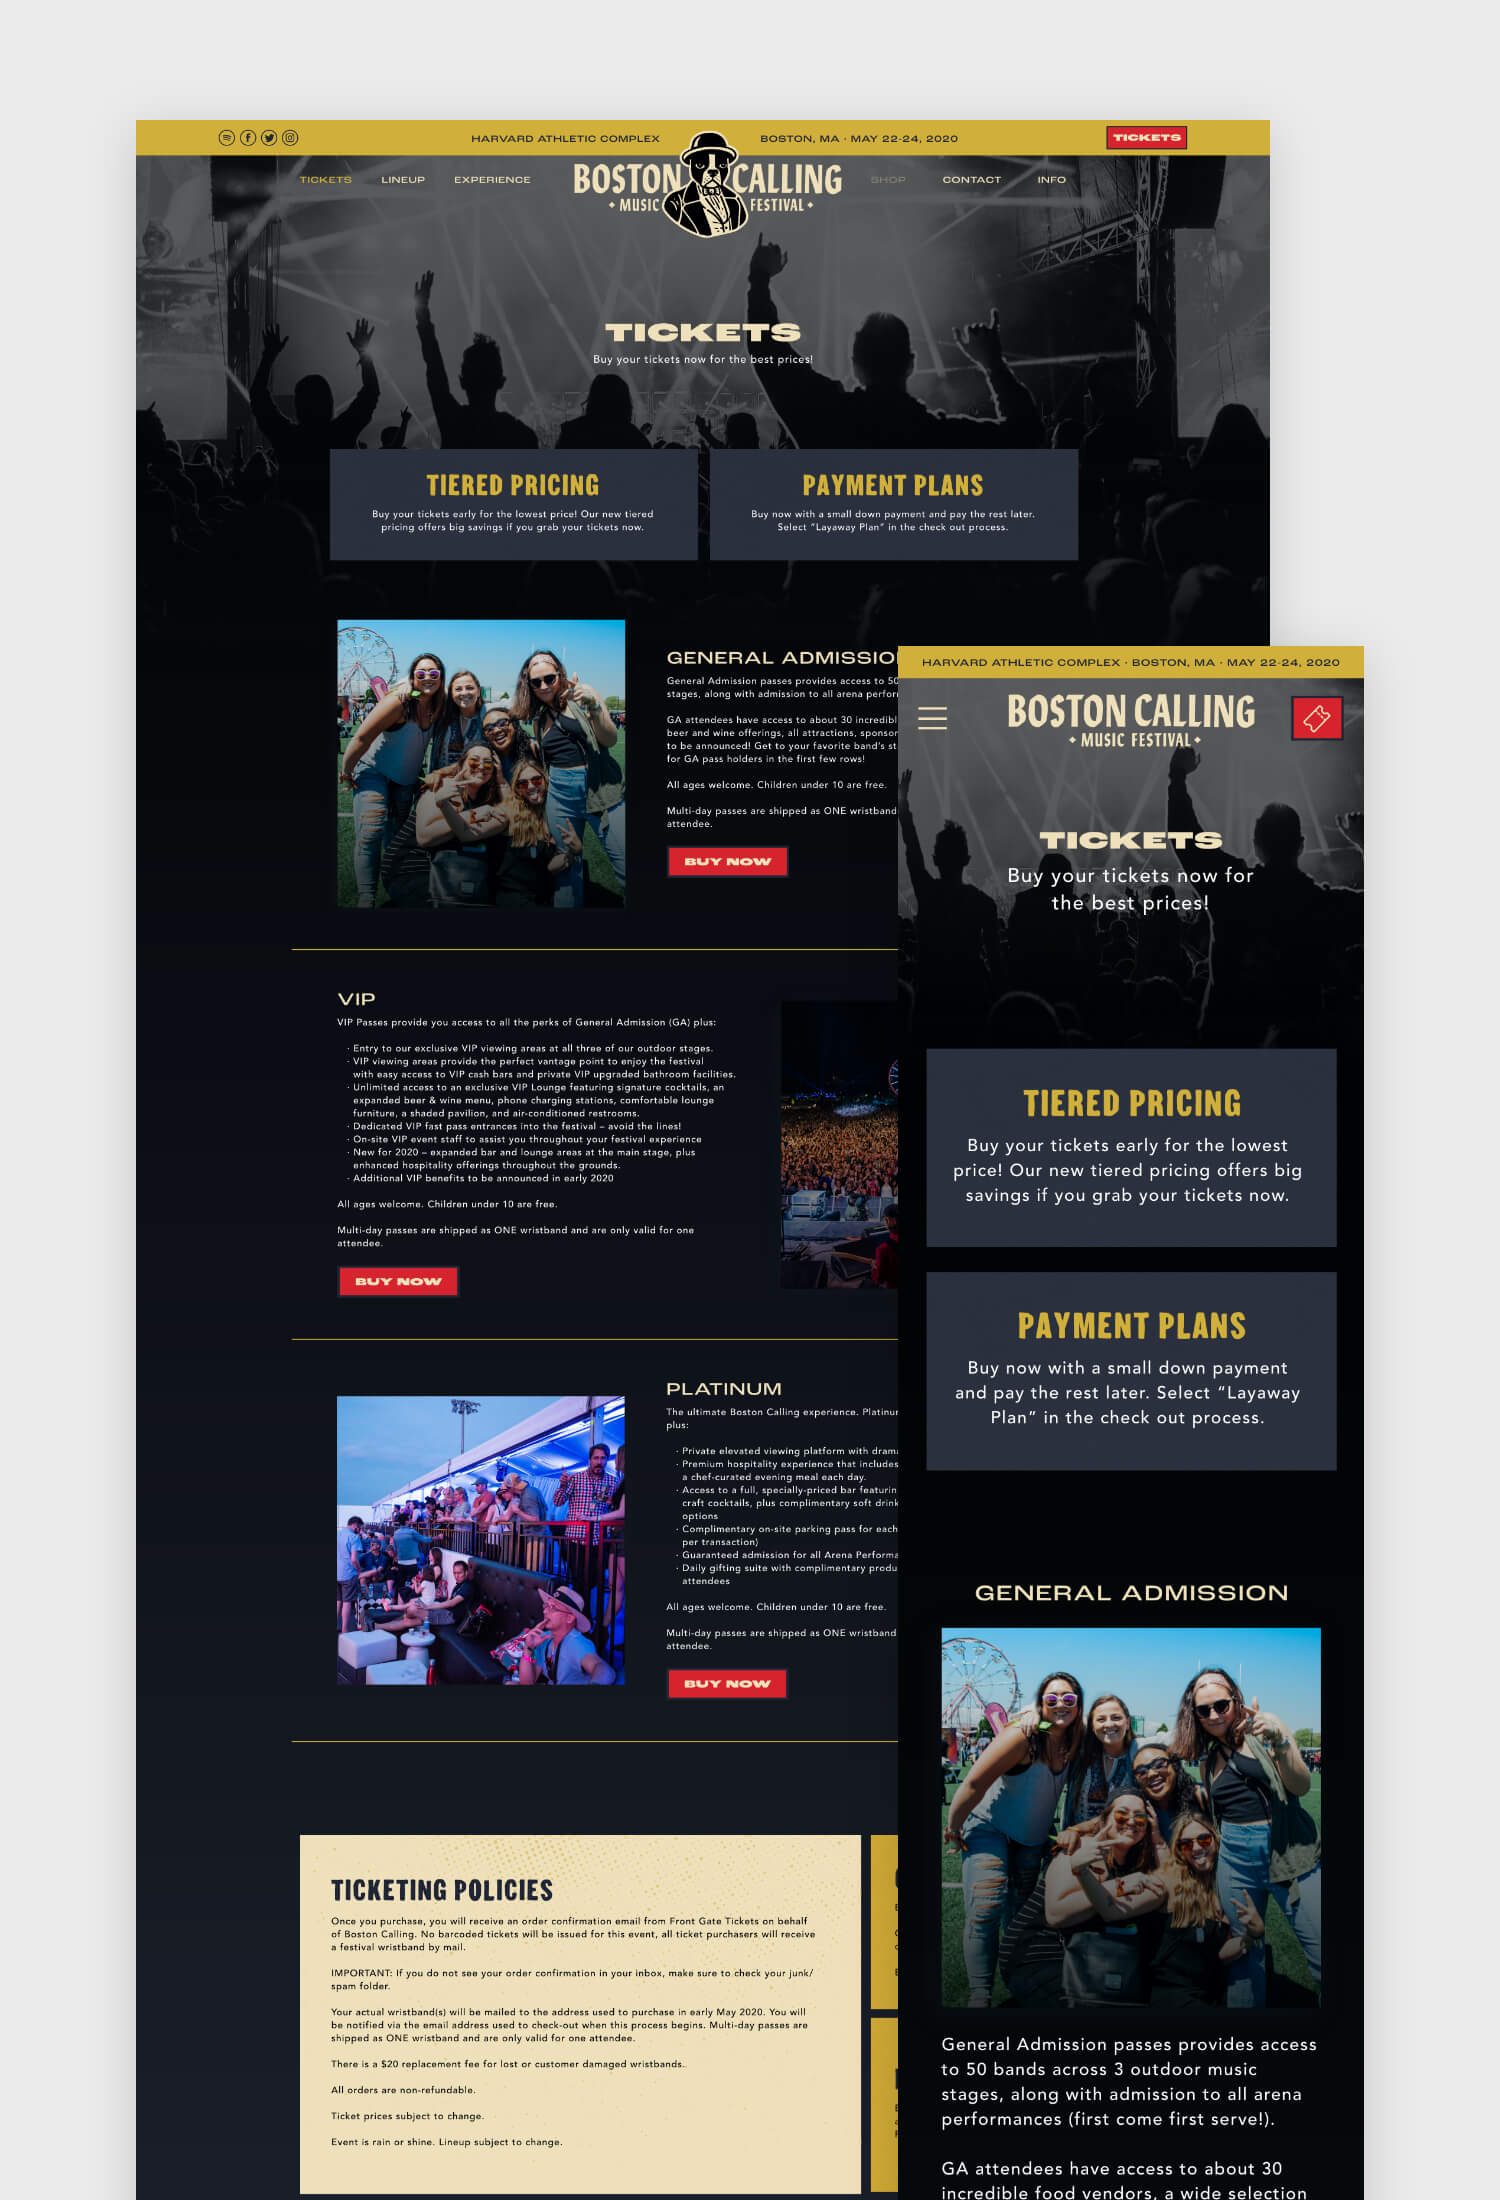 HARVARD ATHLETIC COMPLEX
BOSTON, MA · MAY 22-24, 2020
TICKETS
TICKETS
LINEUP
EXPERIENCE
BOSTON CALLING
MUSIC FESTIVAL
SHOP
CONTACT
INFO
TICKETS
Buy your tickets now for the best prices!
TIERED PRICING
Buy your tickets early for the lowest price! Our new tiered
pricing offers big savings if you grab your tickets now.
PAYMENT PLANS
Buy now with a small down payment and pay the rest later.
Select “Layaway Plan” in the check out process.
GENERAL ADMISSIO
General Admission passes provides access to 50
stages, along with admission to all arena perfor
GA attendees have access to about 30 incredibl
beer and wine offerings, all attractions, sponsor
to be announced! Get to your favorite band's st
for GA pass holders in the first few rows!
All ages welcome. Children under 10 are free.
Multi-day passes are shipped as ONE wristband
attendee.
BUY NOW
VIP
VIP Passes provide you access to all the perks of General Admission (GA) plus:
· Entry to our exclusive VIP viewing areas at all three of our outdoor stages.
· VIP viewing areas provide the perfect vantage point to enjoy the festival
with easy access to VIP cash bars and private VIP upgraded bathroom facilities.
· Unlimited access to an exclusive VIP Lounge featuring signature cocktails, an
expanded beer & wine menu, phone charging stations, comfortable lounge
furniture, a shaded pavilion, and air-conditioned restrooms.
· Dedicated VIP fast pass entrances into the festival – avoid the lines!
· On-site VIP event staff to assist you throughout your festival experience
· New for 2020 – expanded bar and lounge areas at the main stage, plus
enhanced hospitality offerings throughout the grounds.
· Additional VIP benefits to be announced in early 2020
All ages welcome. Children under 10 are free.
Multi-day passes are shipped as ONE wristband and are only valid for one
attendee.
BUY NOW
PLATINUM
The ultimate Boston Calling experience. Platinum
plus:
· Private elevated viewing platform with drama
· Premium hospitality experience that includes
a chef-curated evening meal each day.
· Access to a full, specially-priced bar featurin
craft cocktails, plus complimentary soft drink
options
· Complimentary on-site parking pass for each
per transaction)
· Guaranteed admission for all Arena Performa
· Daily gifting suite with complimentary produ
attendees
All ages welcome. Children under 10 are free.
Multi-day passes are shipped as ONE wristband
attendee.
BUY NOW
TICKETING POLICIES
Once you purchase, you will receive an order confirmation email from Front Gate Tickets on behalf
of Boston Calling. No barcoded tickets will be issued for this event, all ticket purchasers will receive
a festival wristband by mail.
IMPORTANT: If you do not see your order confirmation in your inbox, make sure to check your junk/
spam folder.
Your actual wristband(s) will be mailed to the address used to purchase in early May 2020. You will
be notified via the email address used to check-out when this process begins. Multi-day passes are
shipped as ONE wristband and are only valid for one attendee.
There is a $20 replacement fee for lost or customer damaged wristbands.
All orders are non-refundable.
Ticket prices subject to change.
Event is rain or shine. Lineup subject to change.
HARVARD ATHLETIC COMPLEX · BOSTON, MA · MAY 22-24, 2020
BOSTON CALLING
MUSIC FESTIVAL
TICKETS
Buy your tickets now for
the best prices!
TIERED PRICING
Buy your tickets early for the lowest
price! Our new tiered pricing offers big
savings if you grab your tickets now.
PAYMENT PLANS
Buy now with a small down payment
and pay the rest later. Select “Layaway
Plan” in the check out process.
GENERAL ADMISSION
General Admission passes provides access
to 50 bands across 3 outdoor music
stages, along with admission to all arena
performances (first come first serve!).
GA attendees have access to about 30
incredible food vendors, a wide selection